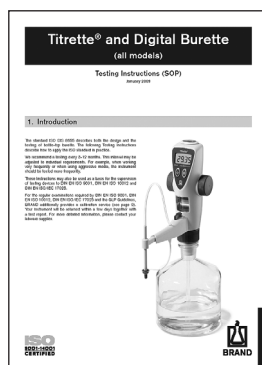 Titrette® and Digital Burette
(all models)
Testing Instructions (SOP)
January 2009
1. Introduction
The standard ISO 8655 describes both the design and the
testing of bottle-top burette. The following Testing instructions
describe how to apply the ISO standard in practice.
We recommend a testing every 3-12 months. This interval may be
adjusted to individual requirements. For example, when working
very frequently or when using aggressive media, the instrument
should be tested more frequently.
These instructions may also be used as a basis for the supervision
of testing devices to DIN EN ISO 9001, DIN EN ISO 10012 and
DIN EN ISO/IEC 17025.
For the regular examinations required by DIN EN ISO 9001, DIN
EN ISO 10012, DIN EN ISO/IEC 17025 and the GLP Guidelines,
BRAND additionally provides a calibration service (see page
Your instrument will be returned within a few days together with
a test report. For more detailed information, please contact your
laboratory supplier.
ISO
9001+14001
CERTIFIED
BRAND